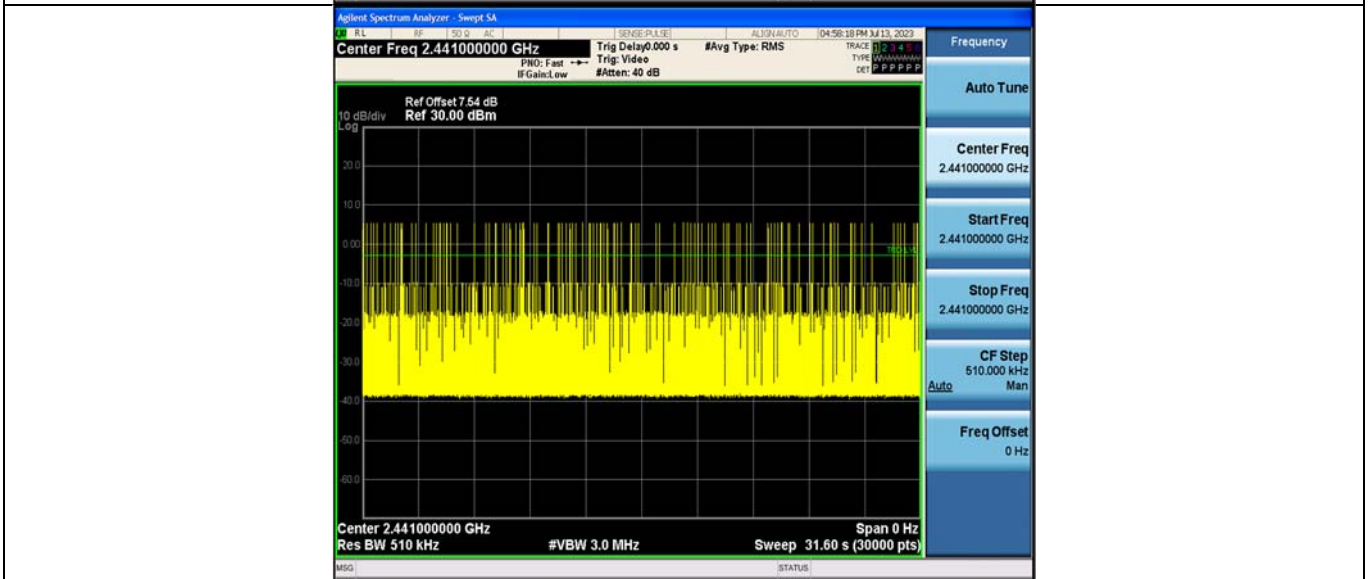 Agilent Spectrum Analyzer - Swept SA
RL RF 50 Ω AC SENSE:PULSE ALIGN AUTO 04:58:18 PM Jul 13, 2023
Center Freq 2.441000000 GHz
PNO: Fast
IFGain:Low
Trig Delay0.000 s
Trig: Video
#Atten: 40 dB
#Avg Type: RMS
TRACE 1 2 3 4 5 6
TYPE WWWWWW
DET P P P P P P
Frequency
Auto Tune
Center Freq
2.441000000 GHz
Start Freq
2.441000000 GHz
Stop Freq
2.441000000 GHz
CF Step
510.000 kHz
Auto Man
Freq Offset
0 Hz
Ref Offset 7.54 dB
10 dB/div Ref 30.00 dBm
Log
20.0
10.0
0.00
TRIG LVL
-10.0
-20.0
-30.0
-40.0
-50.0
-60.0
Center 2.441000000 GHz Span 0 Hz
Res BW 510 kHz #VBW 3.0 MHz Sweep 31.60 s (30000 pts)
MSG STATUS